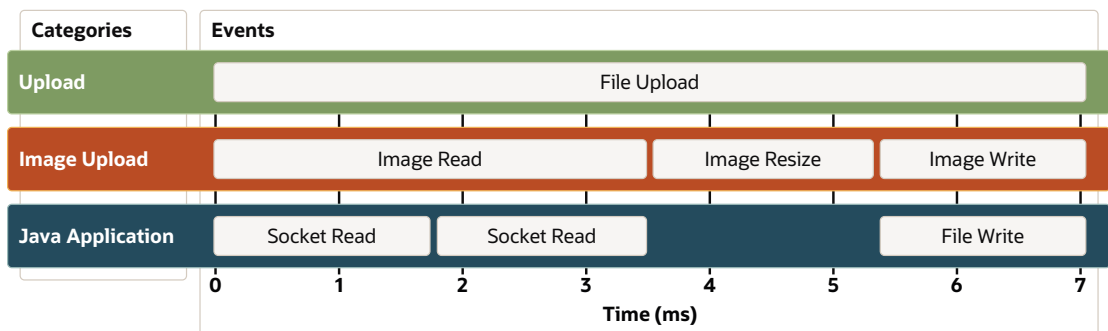 Categories
Events
Upload
File Upload
Image Upload
Image Read
Image Resize
Image Write
Java Application
Socket Read
Socket Read
File Write
0 1 2 3 4 5 6 7
Time (ms)